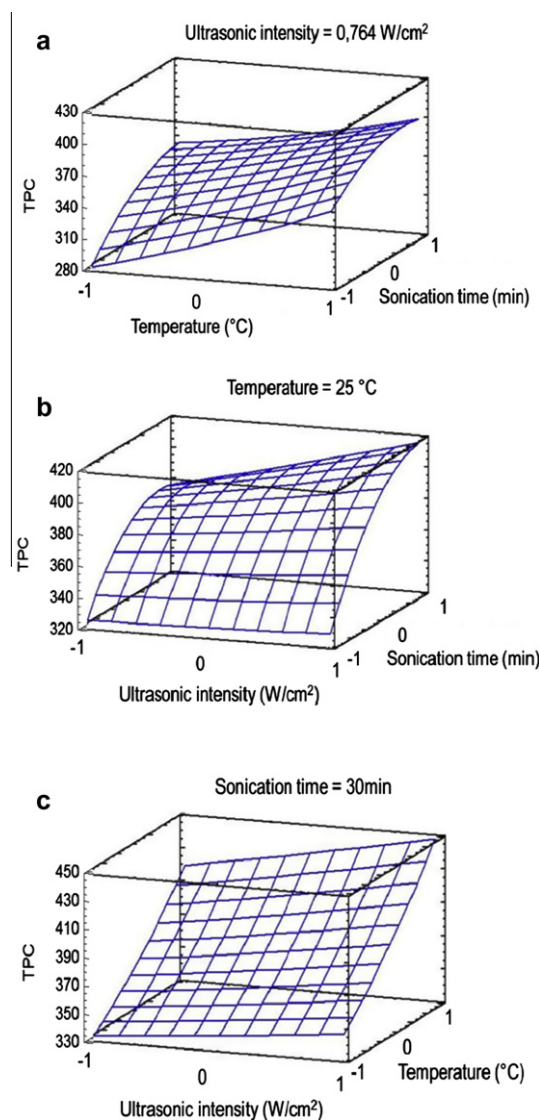 a
Ultrasonic intensity = 0,764 W/cm²
430
400
370
340
310
280
TPC
-1
0
1
Temperature (°C)
-1
0
1
Sonication time (min)
b
Temperature = 25 °C
420
400
380
360
340
320
TPC
-1
0
1
Ultrasonic intensity (W/cm²)
-1
0
1
Sonication time (min)
c
Sonication time = 30min
450
430
410
390
370
350
330
TPC
-1
0
1
Ultrasonic intensity (W/cm²)
-1
0
1
Temperature (°C)